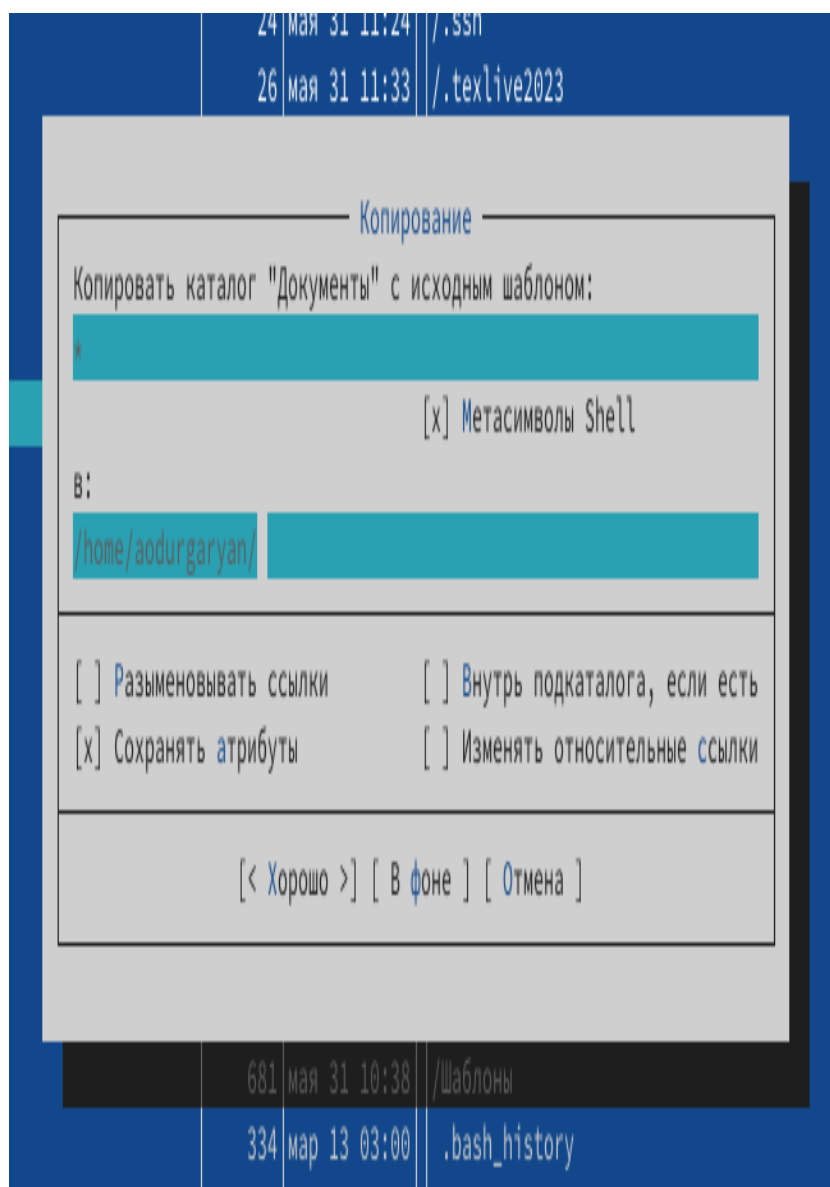 24 мая 31 11:24 /.ssh
26 мая 31 11:33 /.texlive2023
Копирование
Копировать каталог "Документы" с исходным шаблоном:
*
[x] Метасимволы Shell
в:
/home/aodurgaryan/
[ ] Разыменовывать ссылки [ ] Внутрь подкаталога, если есть
[x] Сохранять атрибуты [ ] Изменять относительные ссылки
[< Хорошо >] [ В фоне ] [ Отмена ]
681 мая 31 10:38 /Шаблоны
334 мар 13 03:00 .bash_history